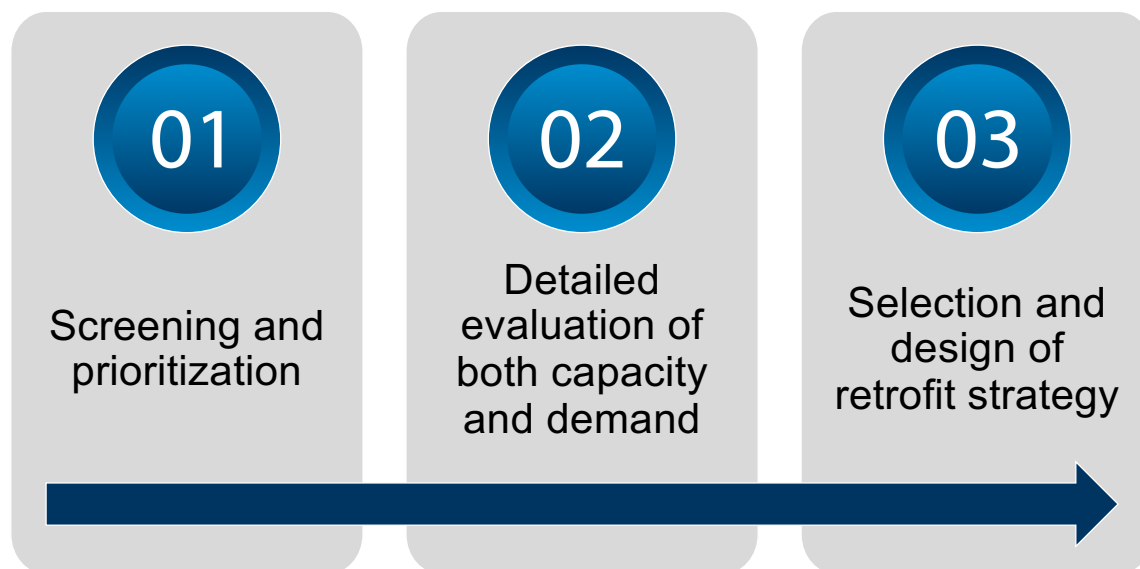 01
Screening and
prioritization
02
Detailed
evaluation of
both capacity
and demand
03
Selection and
design of
retrofit strategy